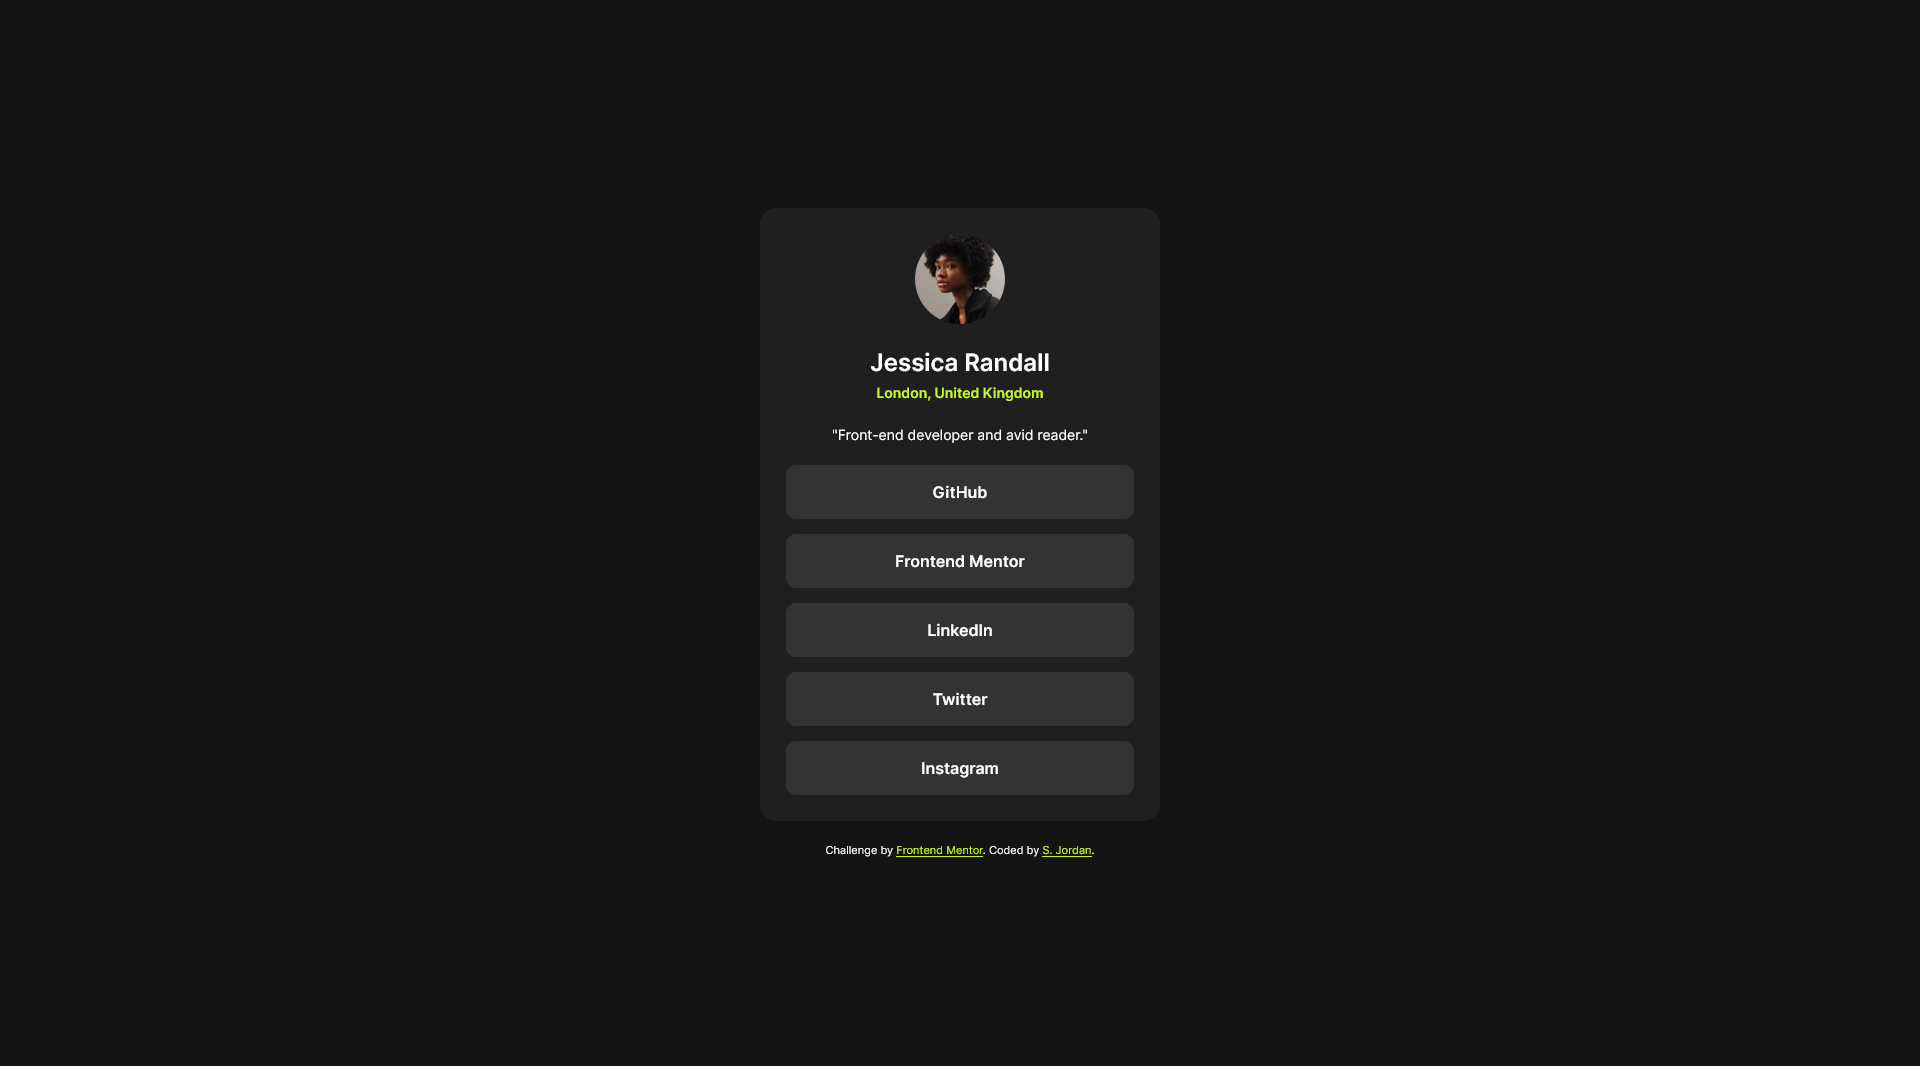 Jessica Randall
London, United Kingdom
"Front-end developer and avid reader."
GitHub
Frontend Mentor
LinkedIn
Twitter
Instagram
Challenge by Frontend Mentor. Coded by S. Jordan.